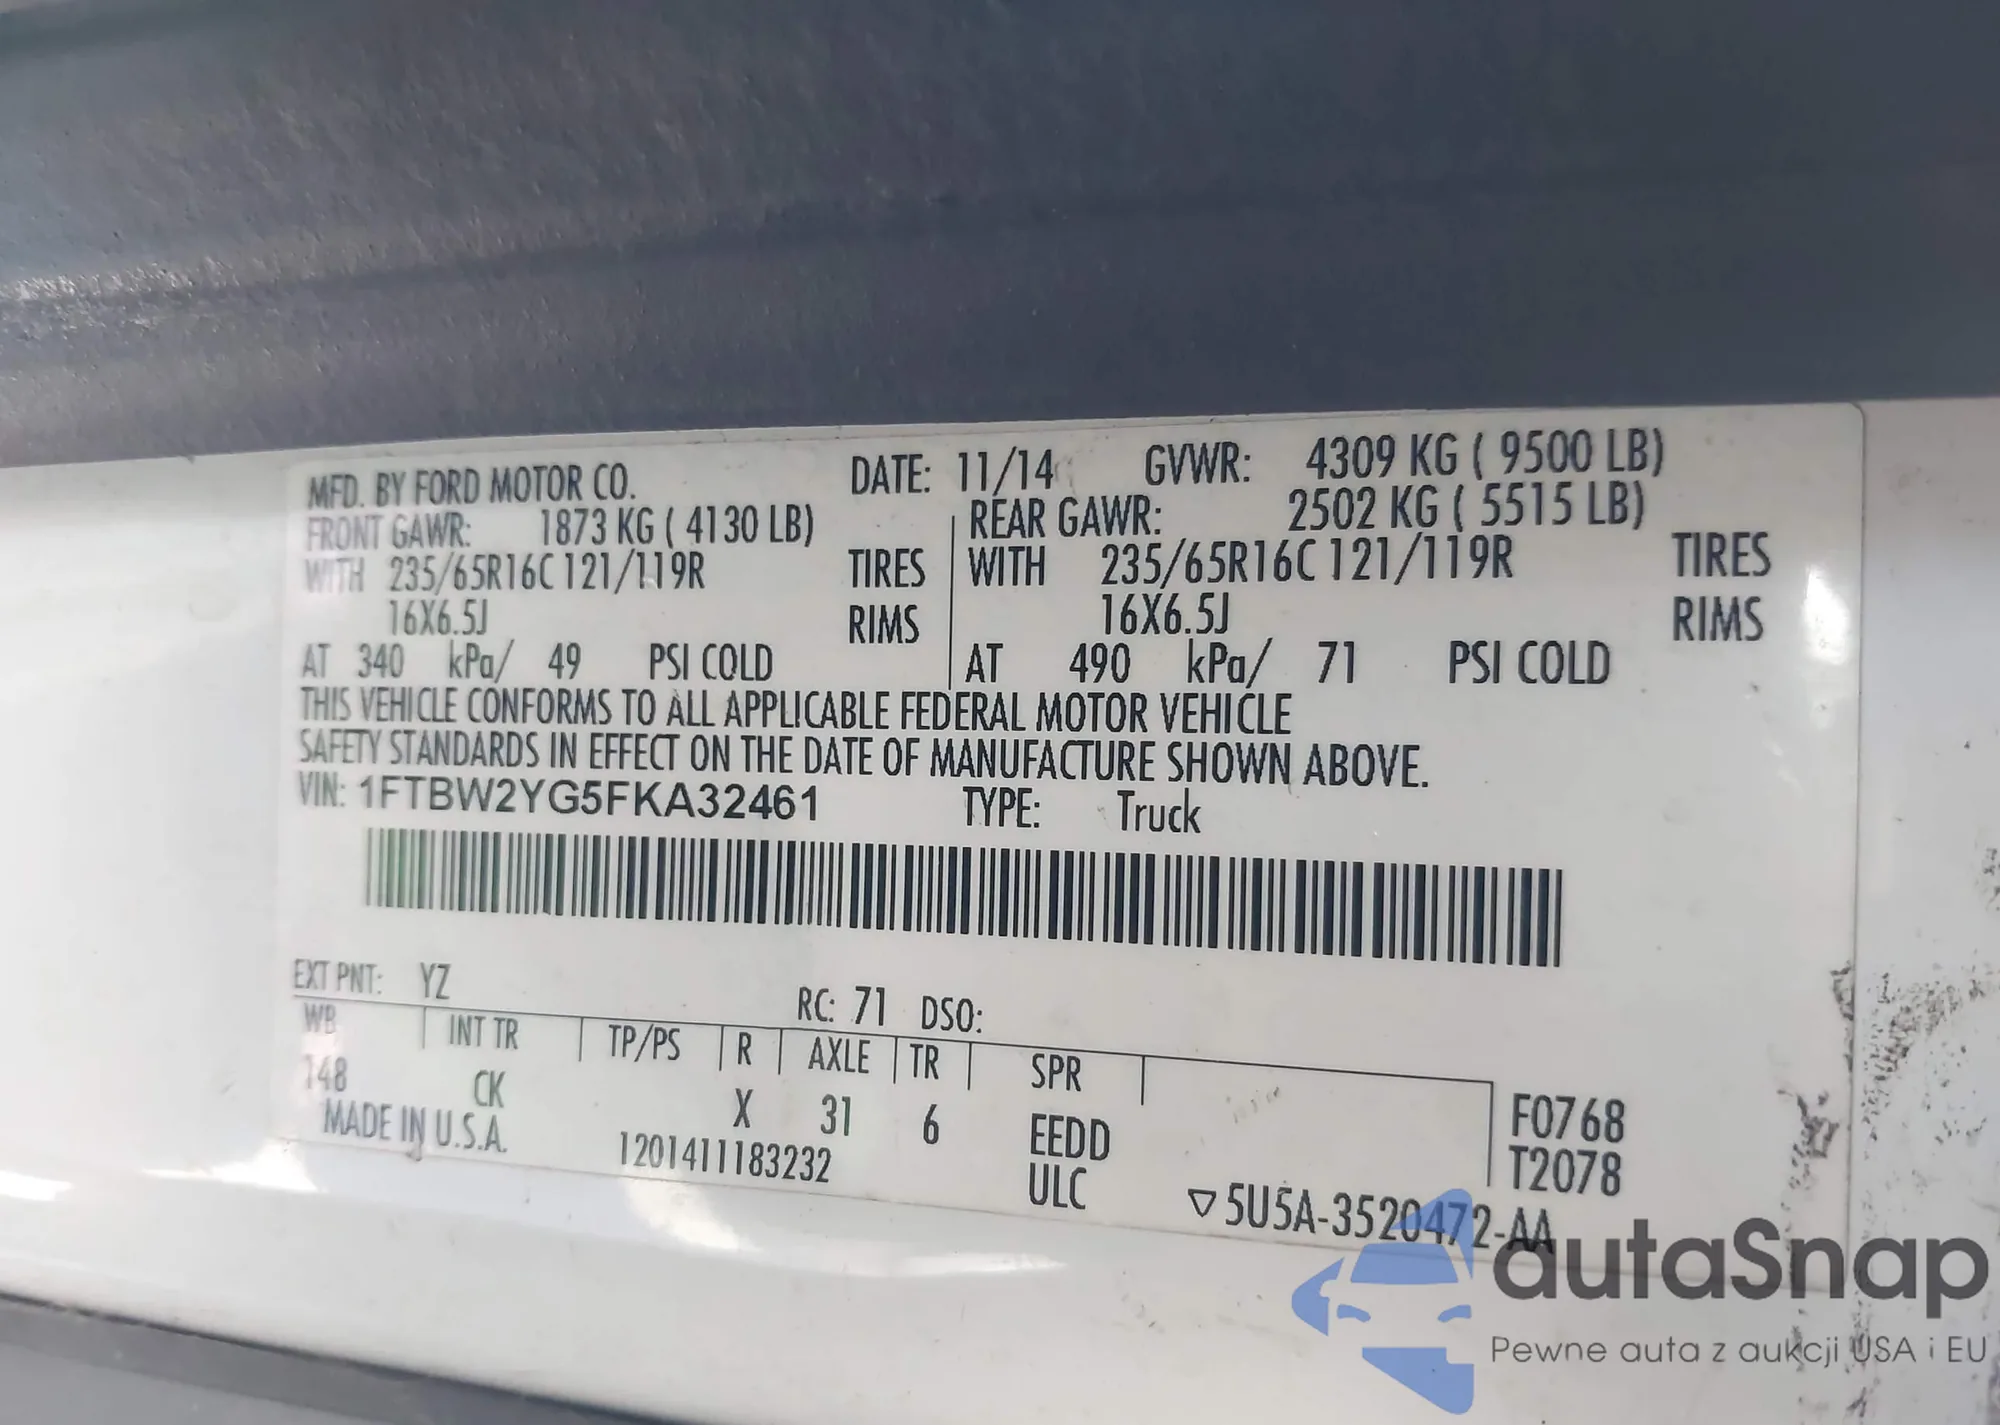 MFD. BY FORD MOTOR CO. DATE: 11/14 GVWR: 4309 KG ( 9500 LB)
FRONT GAWR: 1873 KG ( 4130 LB) REAR GAWR: 2502 KG ( 5515 LB)
WITH 235/65R16C 121/119R TIRES WITH 235/65R16C 121/119R TIRES
16X6.5J RIMS 16X6.5J RIMS
AT 340 kPa/ 49 PSI COLD AT 490 kPa/ 71 PSI COLD
THIS VEHICLE CONFORMS TO ALL APPLICABLE FEDERAL MOTOR VEHICLE
SAFETY STANDARDS IN EFFECT ON THE DATE OF MANUFACTURE SHOWN ABOVE.
VIN: 1FTBW2YG5FKA32461 TYPE: Truck
EXT PNT: YZ RC: 71 DSO:
WB INT TR TP/PS R AXLE TR SPR
148 CK X 31 6 EEDD F0768
MADE IN U.S.A. 1201411183232 ULC T2078
▽5U5A-3520472-AA
autaSnap
Pewne auta z aukcji USA i EU